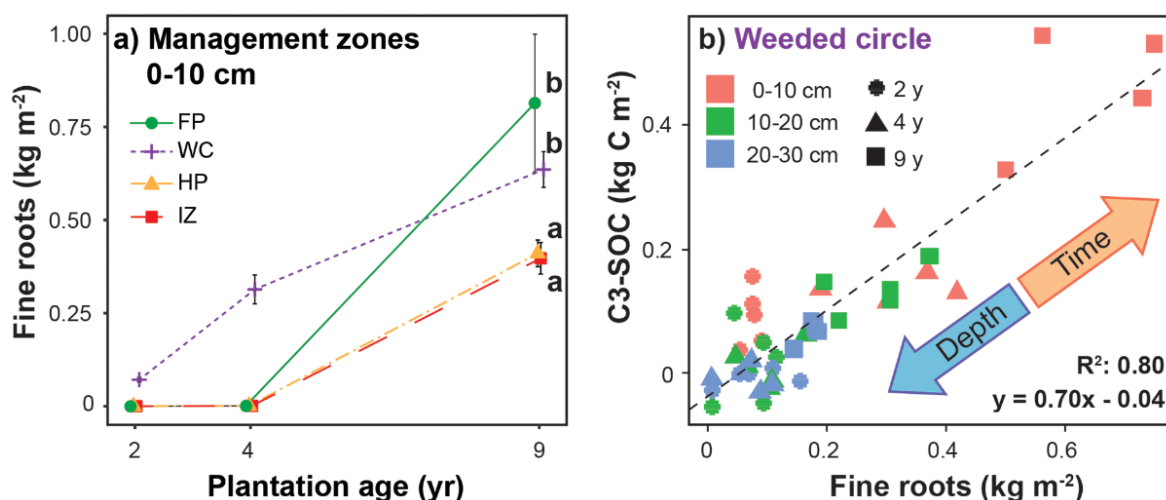 a) Management zones
0-10 cm
FP
WC
HP
IZ
1.00
0.75
0.50
0.25
0
b
b
a
a
2
4
9
Fine roots (kg m⁻²)
Plantation age (yr)
b) Weeded circle
0-10 cm
10-20 cm
20-30 cm
2 y
4 y
9 y
0.4
0.2
0
Time
Depth
R²: 0.80
y = 0.70x - 0.04
0
0.2
0.4
0.6
C3-SOC (kg C m⁻²)
Fine roots (kg m⁻²)